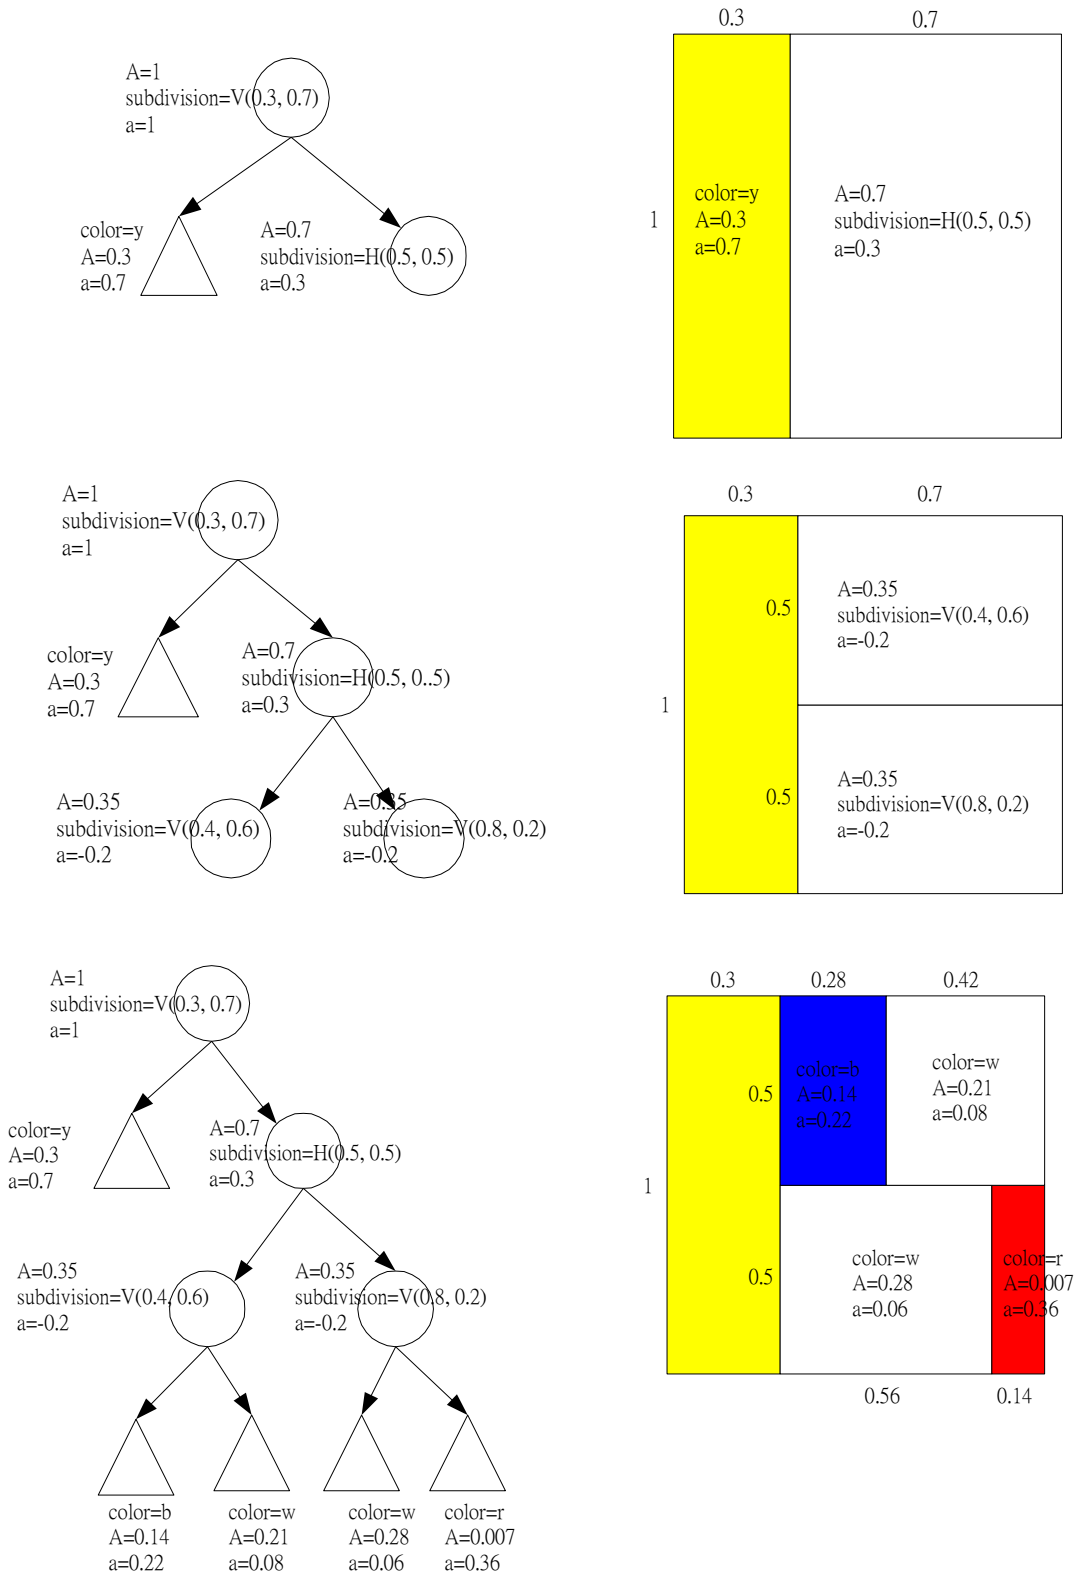 A=1
subdivision=V(0.3, 0.7)
a=1
color=y
A=0.3
a=0.7
A=0.7
subdivision=H(0.5, 0.5)
a=0.3
0.3
0.7
1
color=y
A=0.3
a=0.7
A=0.7
subdivision=H(0.5, 0.5)
a=0.3
A=1
subdivision=V(0.3, 0.7)
a=1
color=y
A=0.3
a=0.7
A=0.7
subdivision=H(0.5, 0..5)
a=0.3
A=0.35
subdivision=V(0.4, 0.6)
a=-0.2
A=0.35
subdivision=V(0.8, 0.2)
a=-0.2
0.3
0.7
0.5
1
0.5
A=0.35
subdivision=V(0.4, 0.6)
a=-0.2
A=0.35
subdivision=V(0.8, 0.2)
a=-0.2
A=1
subdivision=V(0.3, 0.7)
a=1
color=y
A=0.3
a=0.7
A=0.7
subdivision=H(0.5, 0.5)
a=0.3
A=0.35
subdivision=V(0.4, 0.6)
a=-0.2
A=0.35
subdivision=V(0.8, 0.2)
a=-0.2
color=b
A=0.14
a=0.22
color=w
A=0.21
a=0.08
color=w
A=0.28
a=0.06
color=r
A=0.007
a=0.36
0.3
0.28
0.42
0.5
1
0.5
color=b
A=0.14
a=0.22
color=w
A=0.21
a=0.08
color=w
A=0.28
a=0.06
color=r
A=0.007
a=0.36
0.56
0.14